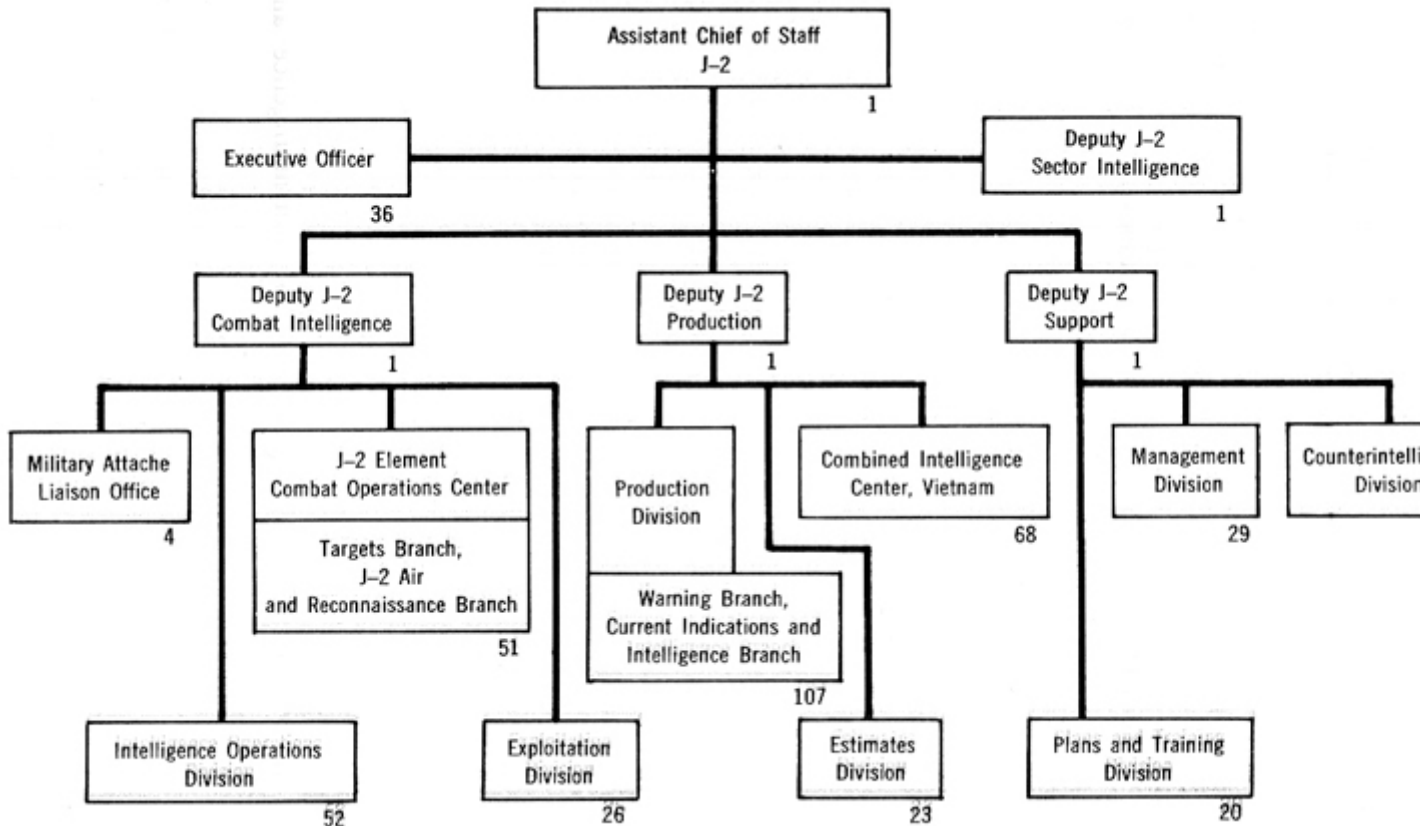 Assistant Chief of Staff
J-2
1
Executive Officer
36
Deputy J-2
Sector Intelligence
1
Deputy J-2
Combat Intelligence
1
Deputy J-2
Production
1
Deputy J-2
Support
1
Military Attache
Liaison Office
4
J-2 Element
Combat Operations Center
Targets Branch,
J-2 Air
and Reconnaissance Branch
51
Production
Division
Warning Branch,
Current Indications and
Intelligence Branch
107
Combined Intelligence
Center, Vietnam
68
Management
Division
29
Counterintelli
Division
Intelligence Operations
Division
52
Exploitation
Division
26
Estimates
Division
23
Plans and Training
Division
20